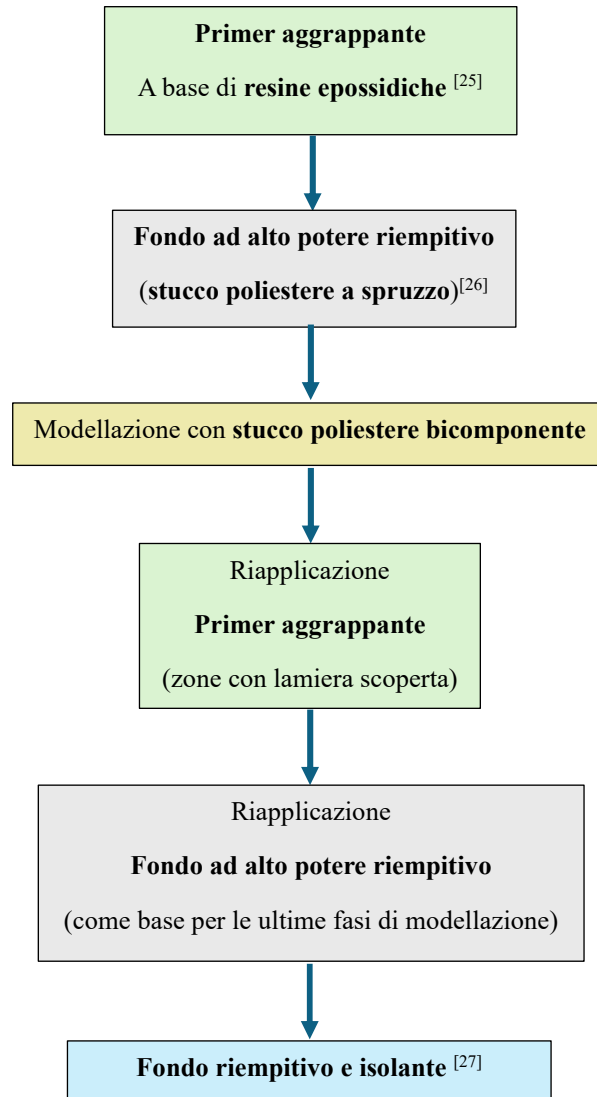 Primer aggrappante
A base di resine epossidiche [25]
Fondo ad alto potere riempitivo
(stucco poliestere a spruzzo)[26]
Modellazione con stucco poliestere bicomponente
Riapplicazione
Primer aggrappante
(zone con lamiera scoperta)
Riapplicazione
Fondo ad alto potere riempitivo
(come base per le ultime fasi di modellazione)
Fondo riempitivo e isolante [27]